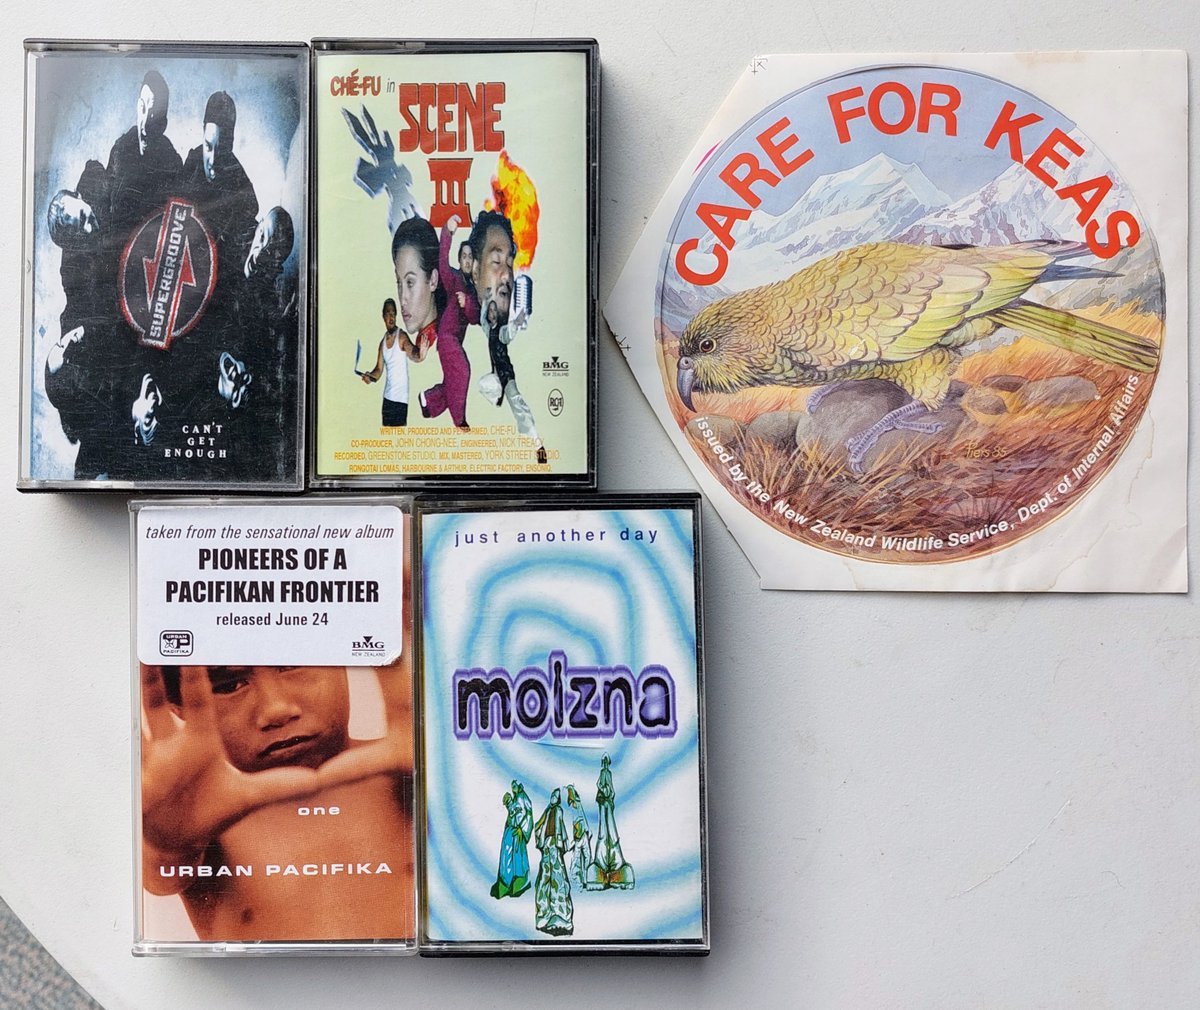 SUPERGROOVE
CAN'T
GET
ENOUGH
CHÉ-FU in
SCENE
III
BMG
NEW ZEALAND
WRITTEN, PRODUCED AND PERFORMED, CHE-FU
CO-PRODUCER, JOHN CHONG-NEE, ENGINEERED, NICK TREACY
RECORDED, GREENSTONE STUDIO. MIX, MASTERED, YORK STREET STUDIO.
RONGOTAI LOMAS, HARBOURNE & ARTHUR, ELECTRIC FACTORY, ENSONIQ.
CARE FOR KEAS
issued by the New Zealand Wildlife Service, Dept. of Internal Affairs
taken from the sensational new album
PIONEERS OF A
PACIFIKAN FRONTIER
released June 24
URBAN
PACIFIKA
BMG
NEW ZEALAND
one
URBAN PACIFIKA
just another day
molzna